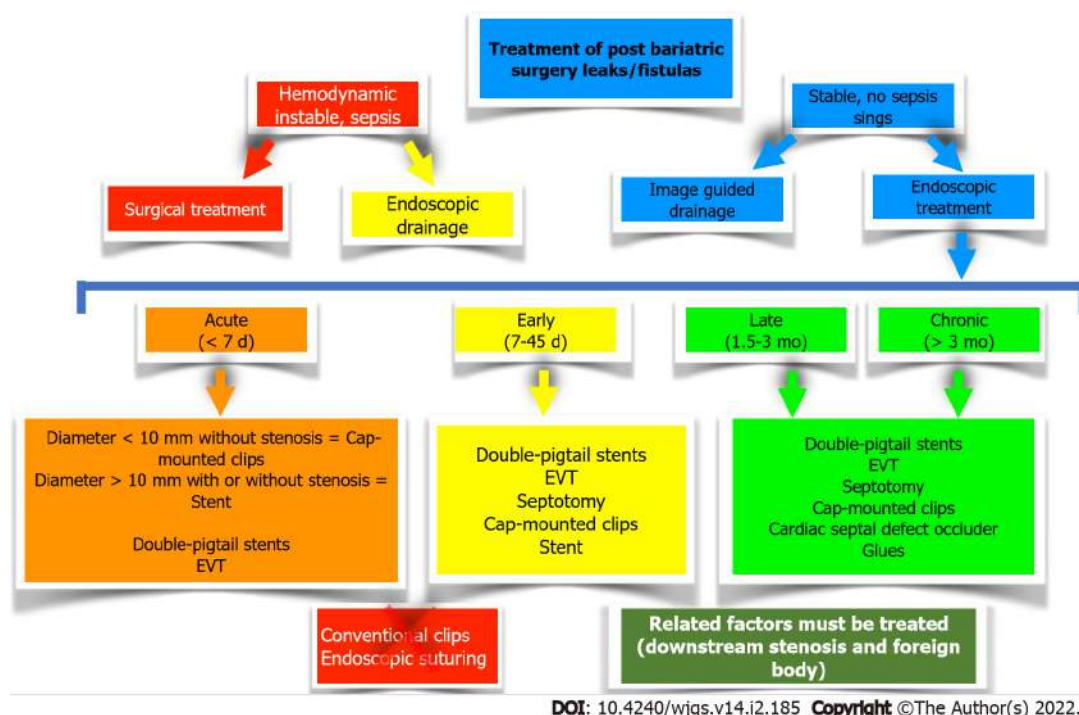 Treatment of post bariatric
surgery leaks/fistulas
Hemodynamic
instable, sepsis
Stable, no sepsis
sings
Surgical treatment
Endoscopic
drainage
Image guided
drainage
Endoscopic
treatment
Acute
(< 7 d)
Early
(7-45 d)
Late
(1.5-3 mo)
Chronic
(> 3 mo)
Diameter < 10 mm without stenosis = Cap-
mounted clips
Diameter > 10 mm with or without stenosis =
Stent
Double-pigtail stents
EVT
Double-pigtail stents
EVT
Septotomy
Cap-mounted clips
Stent
Double-pigtail stents
EVT
Septotomy
Cap-mounted clips
Cardiac septal defect occluder
Glues
Conventional clips
Endoscopic suturing
Related factors must be treated
(downstream stenosis and foreign
body)
DOI: 10.4240/wjgs.v14.i2.185 Copyright ©The Author(s) 2022.